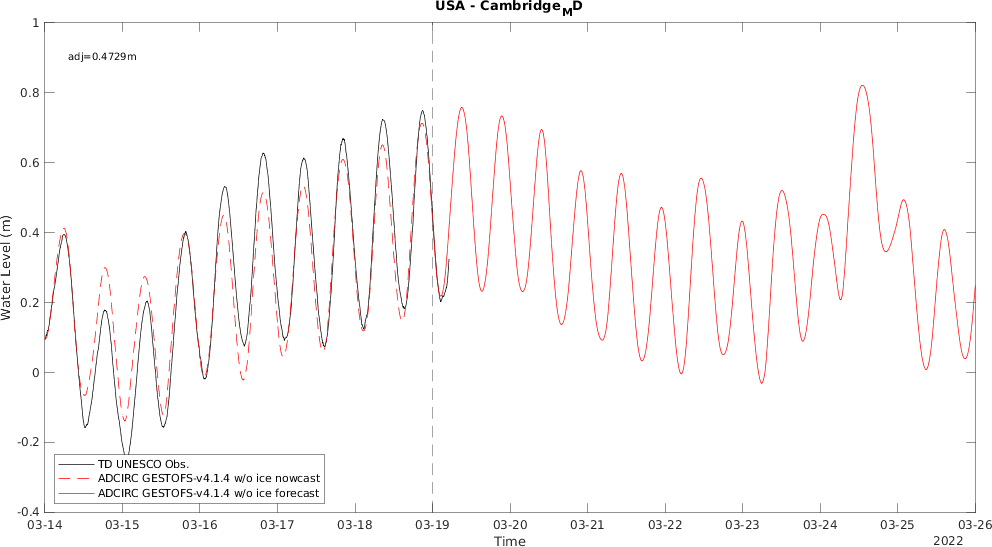 USA - Cambridge_MD
adj=0.4729m
Water Level (m)
1
0.8
0.6
0.4
0.2
0
-0.2
-0.4
TD UNESCO Obs.
ADCIRC GESTOFS-v4.1.4 w/o ice nowcast
ADCIRC GESTOFS-v4.1.4 w/o ice forecast
03-14 03-15 03-16 03-17 03-18 03-19 03-20 03-21 03-22 03-23 03-24 03-25 03-26
Time
2022